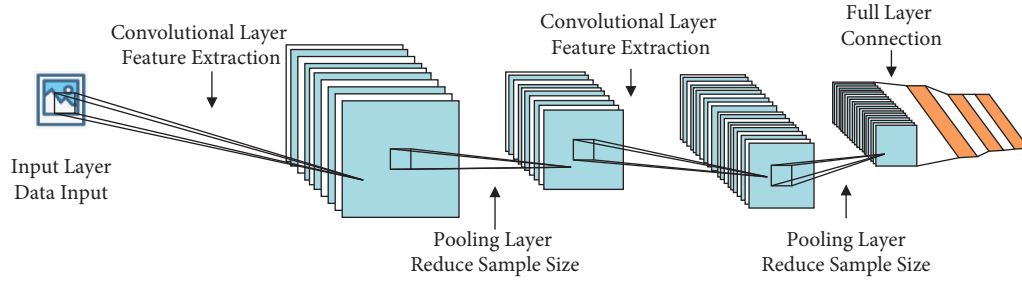 Convolutional Layer
Feature Extraction
Convolutional Layer
Feature Extraction
Full Layer
Connection
Input Layer
Data Input
Pooling Layer
Reduce Sample Size
Pooling Layer
Reduce Sample Size